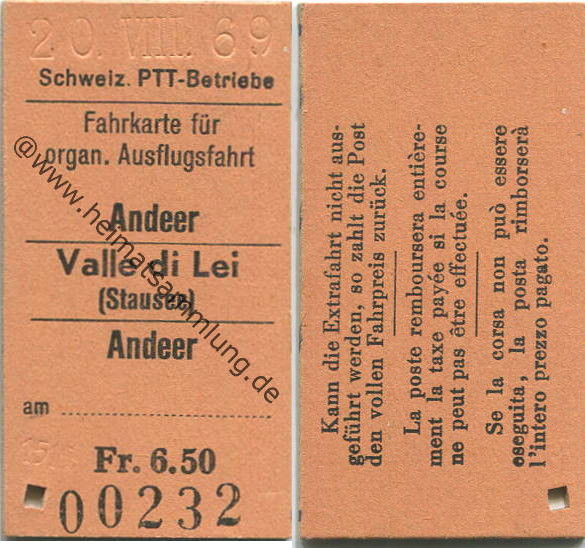 20. VIII. 69
Schweiz. PTT-Betriebe
Fahrkarte für
organ. Ausflugsfahrt
Andeer
Valle di Lei
(Stausee)
Andeer
am
Fr. 6.50
00232
@www.heimatsammlung.de
Kann die Extrafahrt nicht aus-
geführt werden, so zahlt die Post
den vollen Fahrpreis zurück.
La poste remboursera entière-
ment la taxe payée si la course
ne peut pas être effectuée.
Se la corsa non può essere
eseguita, la posta rimborserà
l'intero prezzo pagato.